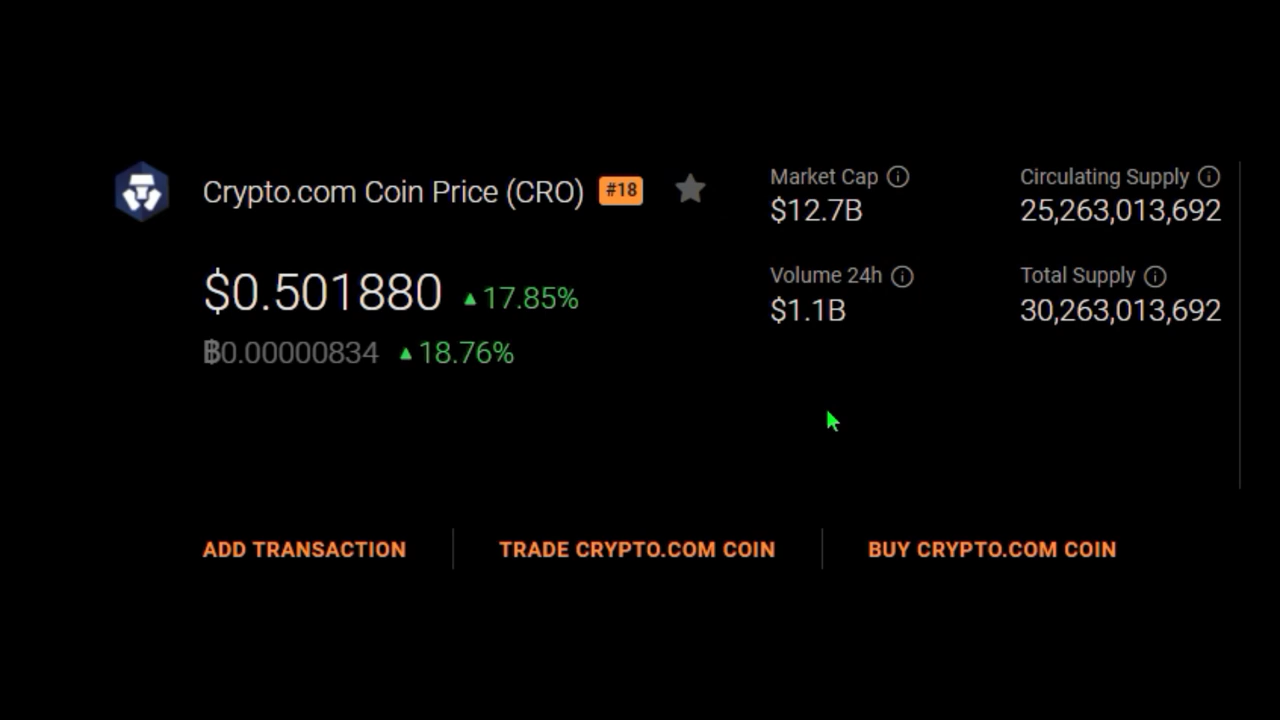 Crypto.com Coin Price (CRO) #18
$0.501880 ▲17.85%
฿0.00000834 ▲18.76%
Market Cap
$12.7B
Circulating Supply
25,263,013,692
Volume 24h
$1.1B
Total Supply
30,263,013,692
ADD TRANSACTION
TRADE CRYPTO.COM COIN
BUY CRYPTO.COM COIN